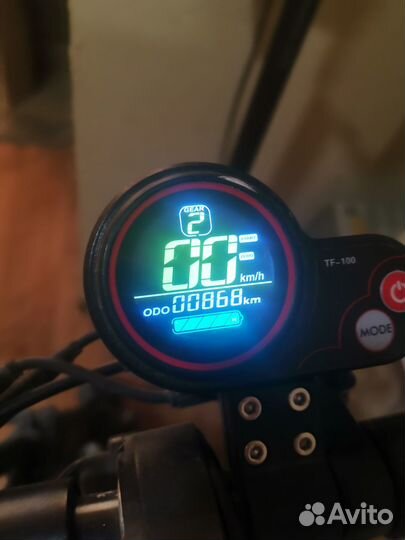 GEAR
2
00 km/h
TF-100
ODO 00868 km
MODE
Avito